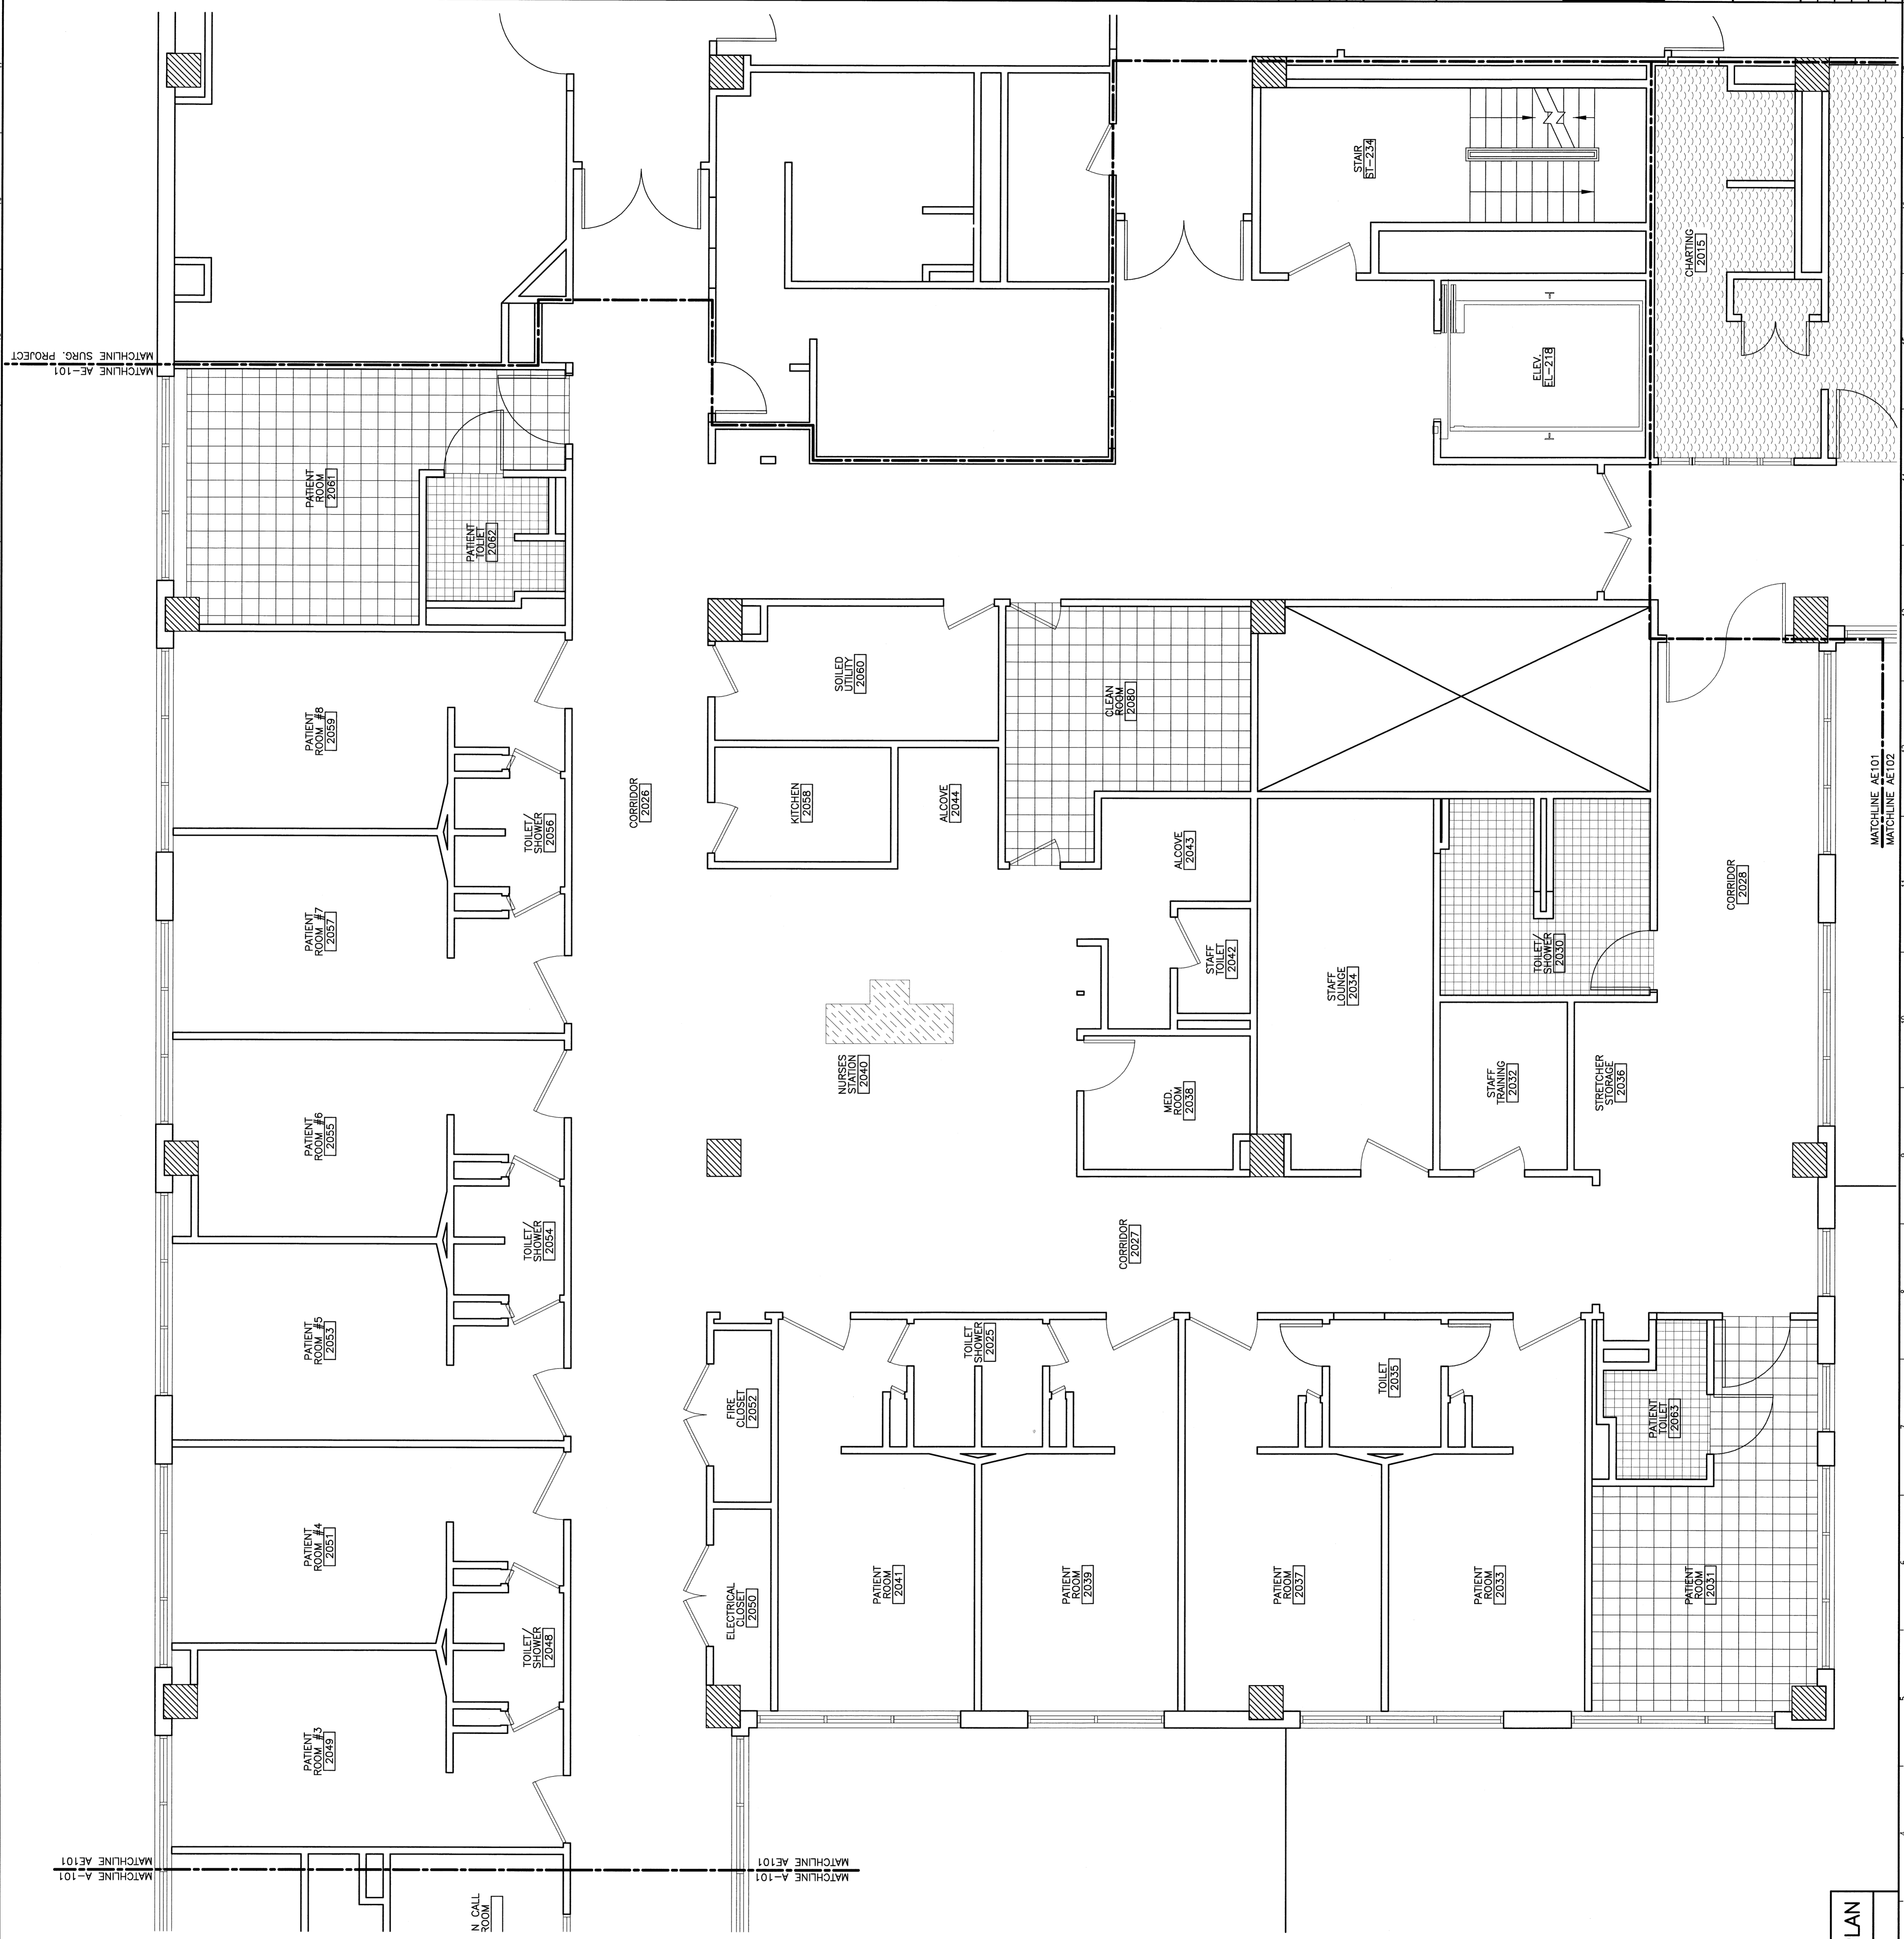 MATCHLINE SURG. PROJECT
MATCHLINE AE-101
STAIR
ST-234
CHARTING
2015
ELEV.
EL-218
PATIENT
ROOM
2061
PATIENT
TOLIET
2062
PATIENT
ROOM #8
2059
TOILET/
SHOWER
2056
CORRIDOR
2026
SOILED
UTILITY
2060
CLEAN
ROOM
2080
KITCHEN
2058
ALCOVE
2044
ALCOVE
2043
MATCHLINE AE101
MATCHLINE AE102
PATIENT
ROOM #7
2057
STAFF
TOILET
2042
STAFF
LOUNGE
2034
TOILET/
SHOWER
2030
CORRIDOR
2028
NURSES
STATION
2040
MED.
ROOM
2038
STAFF
TRAINING
2032
STRETCHER
STORAGE
2036
PATIENT
ROOM #6
2055
TOILET/
SHOWER
2054
CORRIDOR
2027
PATIENT
ROOM #5
2053
FIRE
CLOSET
2052
TOILET
SHOWER
2025
TOILET
2035
PATIENT
TOILET
2063
PATIENT
ROOM #4
2051
TOILET/
SHOWER
2048
ELECTRICAL
CLOSET
2050
PATIENT
ROOM
2041
PATIENT
ROOM
2039
PATIENT
ROOM
2037
PATIENT
ROOM
2033
PATIENT
ROOM
2031
PATIENT
ROOM #3
2049
MATCHLINE AE101
MATCHLINE A-101
MATCHLINE AE101
MATCHLINE A-101
N CALL
ROOM
LAN